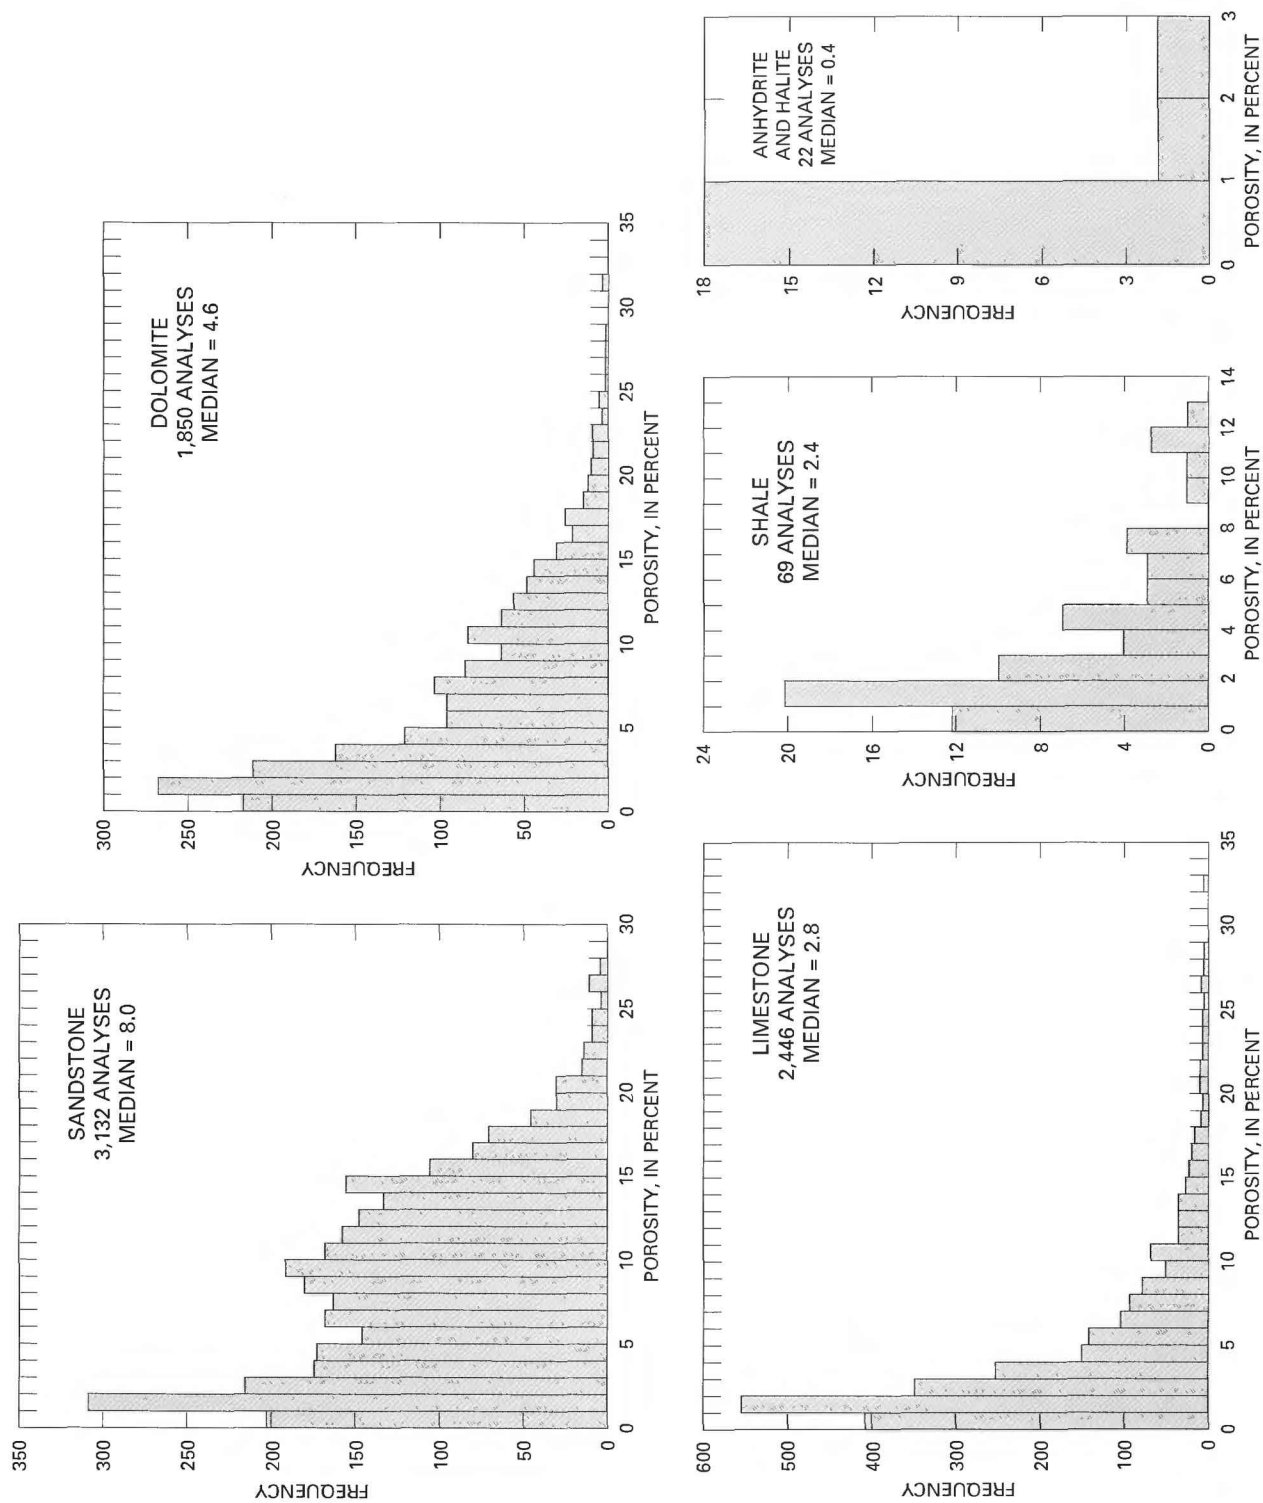 SANDSTONE
3,132 ANALYSES
MEDIAN = 8.0
FREQUENCY
350
300
250
200
150
100
50
0
0
5
10
15
20
25
30
POROSITY, IN PERCENT
DOLOMITE
1,850 ANALYSES
MEDIAN = 4.6
FREQUENCY
300
250
200
150
100
50
0
0
5
10
15
20
25
30
35
POROSITY, IN PERCENT
LIMESTONE
2,446 ANALYSES
MEDIAN = 2.8
FREQUENCY
600
500
400
300
200
100
0
0
5
10
15
20
25
30
35
POROSITY, IN PERCENT
SHALE
69 ANALYSES
MEDIAN = 2.4
FREQUENCY
24
20
16
12
8
4
0
0
2
4
6
8
10
12
14
POROSITY, IN PERCENT
ANHYDRITE
AND HALITE
22 ANALYSES
MEDIAN = 0.4
FREQUENCY
18
15
12
9
6
3
0
0
1
2
3
POROSITY, IN PERCENT